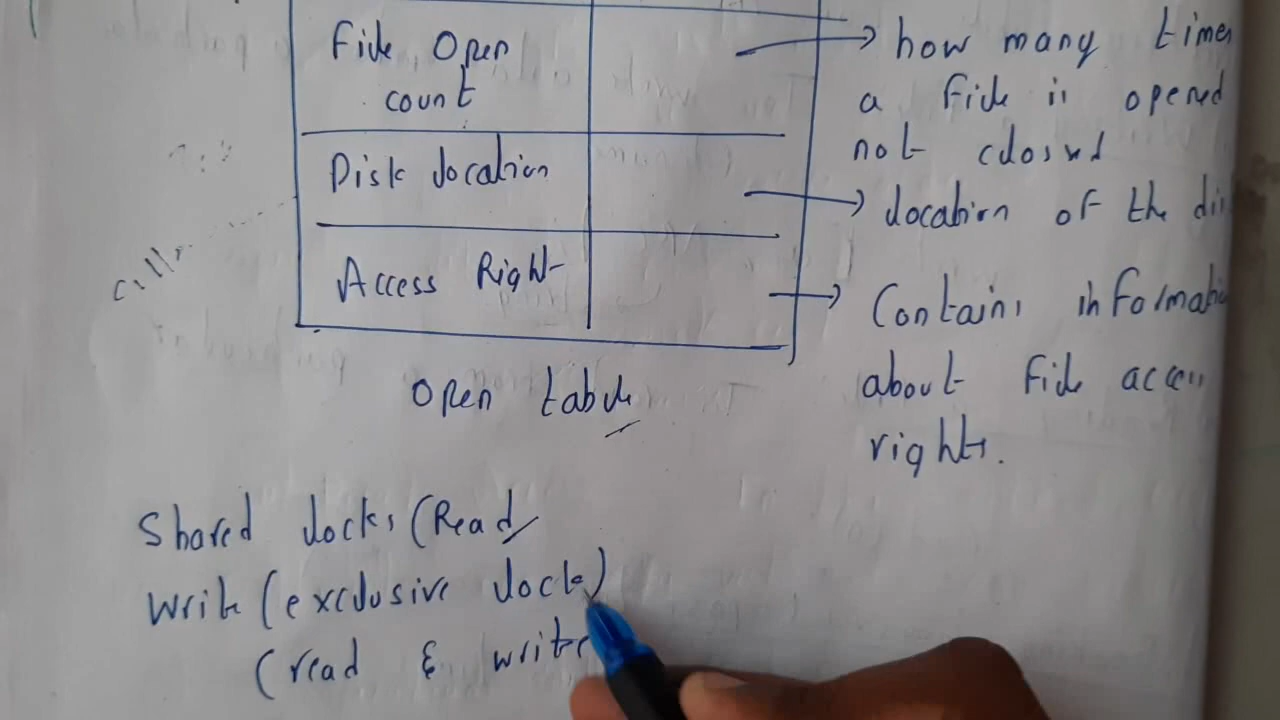 File Open
count
how many times
a file is opened
not closed
Disk location
location of the
Access Right
Contains information
about file access
rights.
Open table
Shared locks (Read
write (exclusive lock)
(read & write